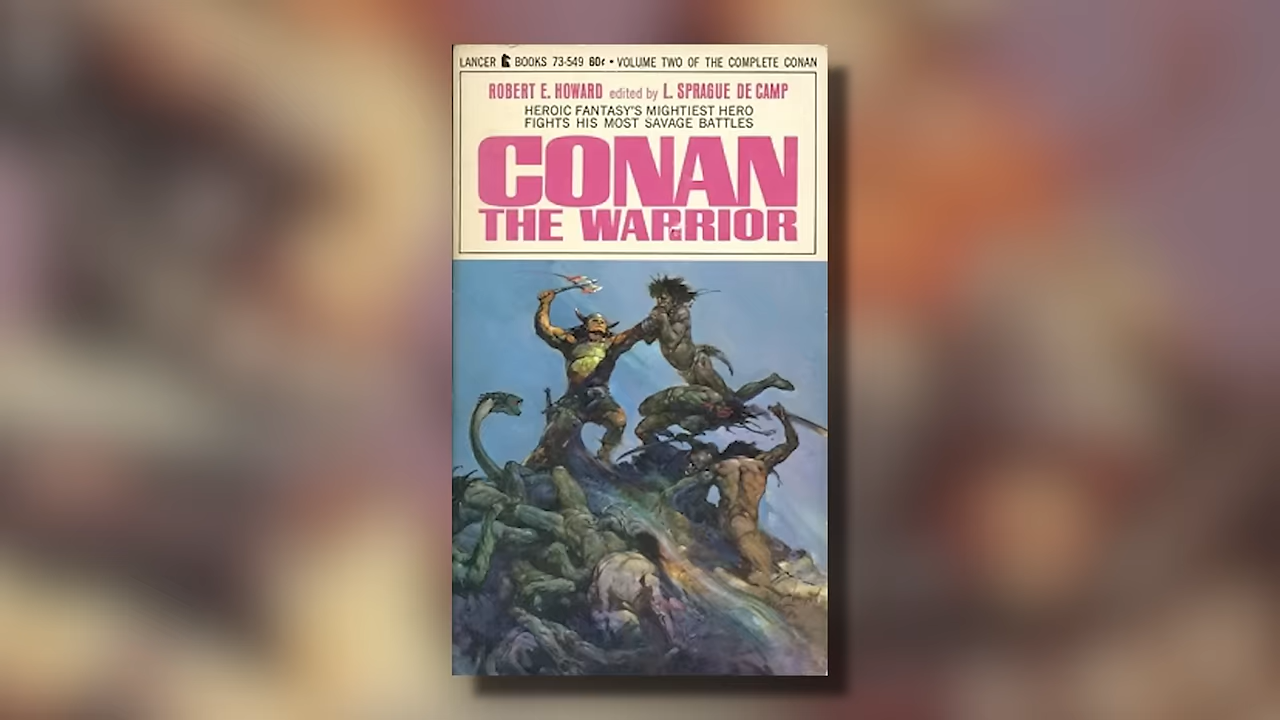 LANCER BOOKS 73-549 60¢ • VOLUME TWO OF THE COMPLETE CONAN
ROBERT E. HOWARD edited by L. SPRAGUE DE CAMP
HEROIC FANTASY'S MIGHTIEST HERO
FIGHTS HIS MOST SAVAGE BATTLES
CONAN
THE WARRIOR